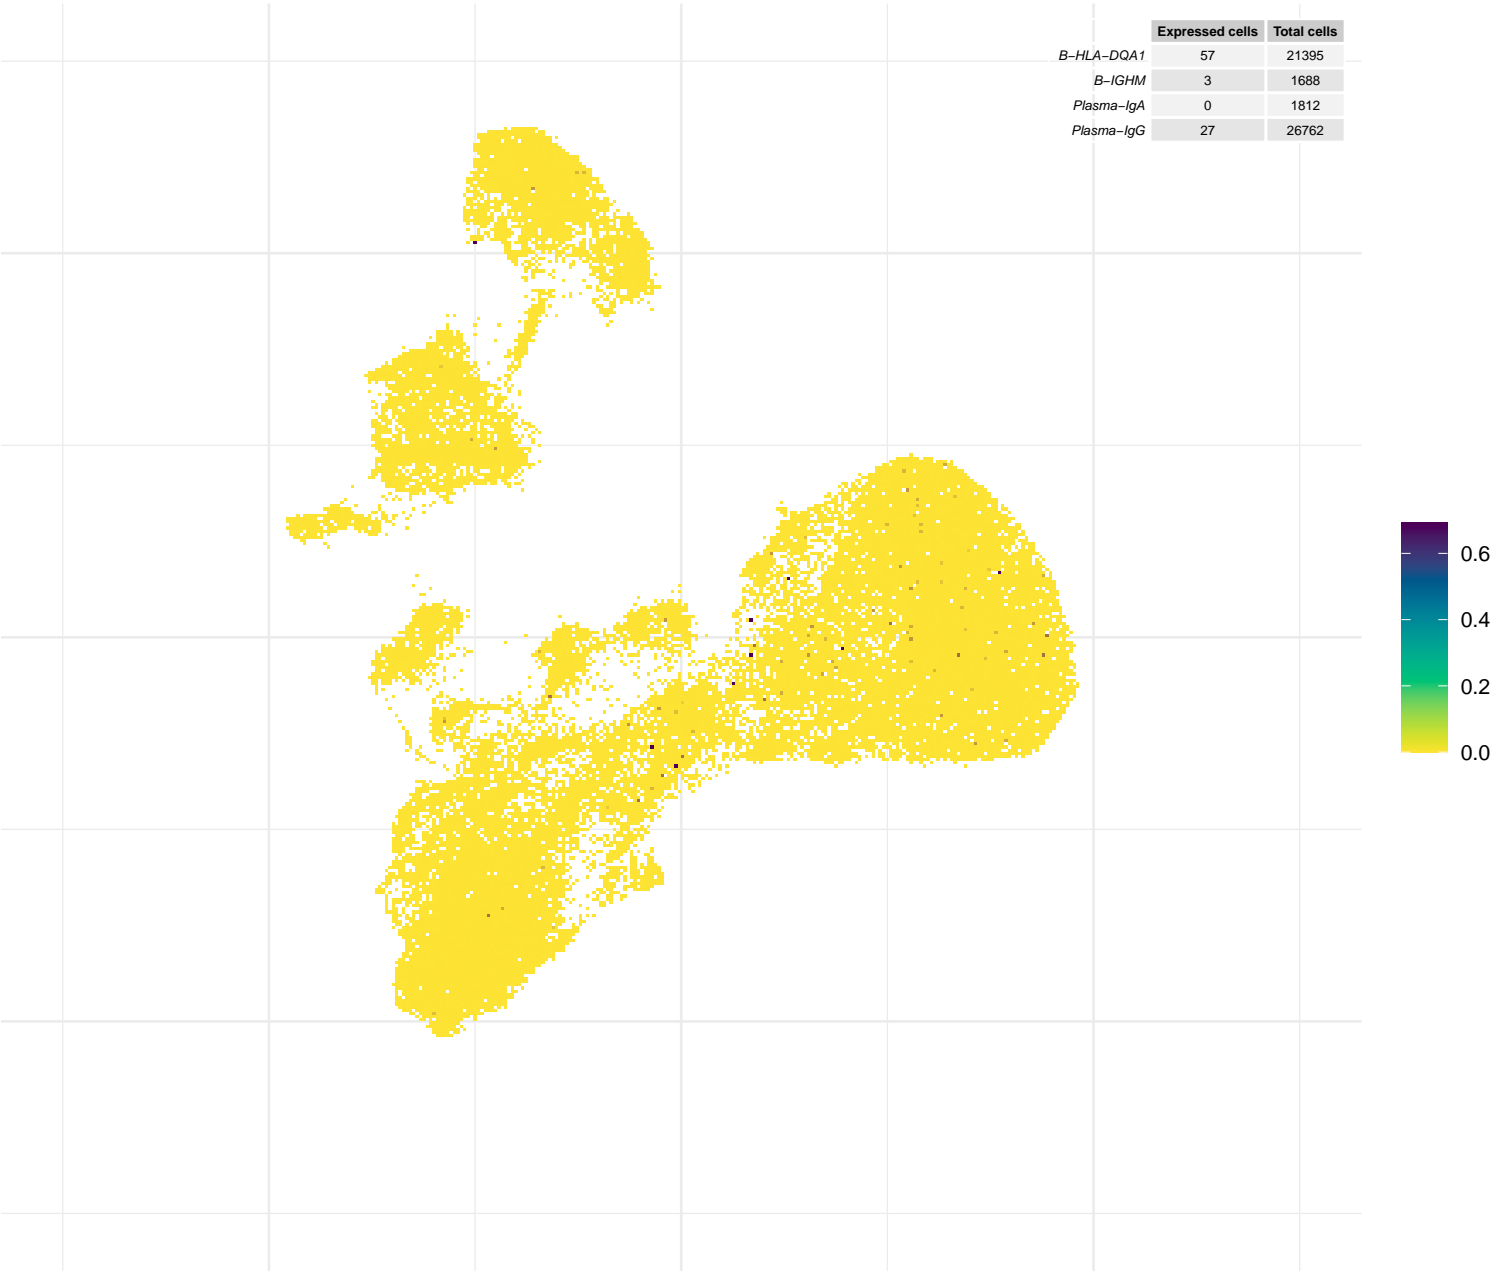 Expressed cells Total cells
B−HLA−DQA1 57 21395
B−IGHM 3 1688
Plasma−IgA 0 1812
Plasma−IgG 27 26762
0.6
0.4
0.2
0.0